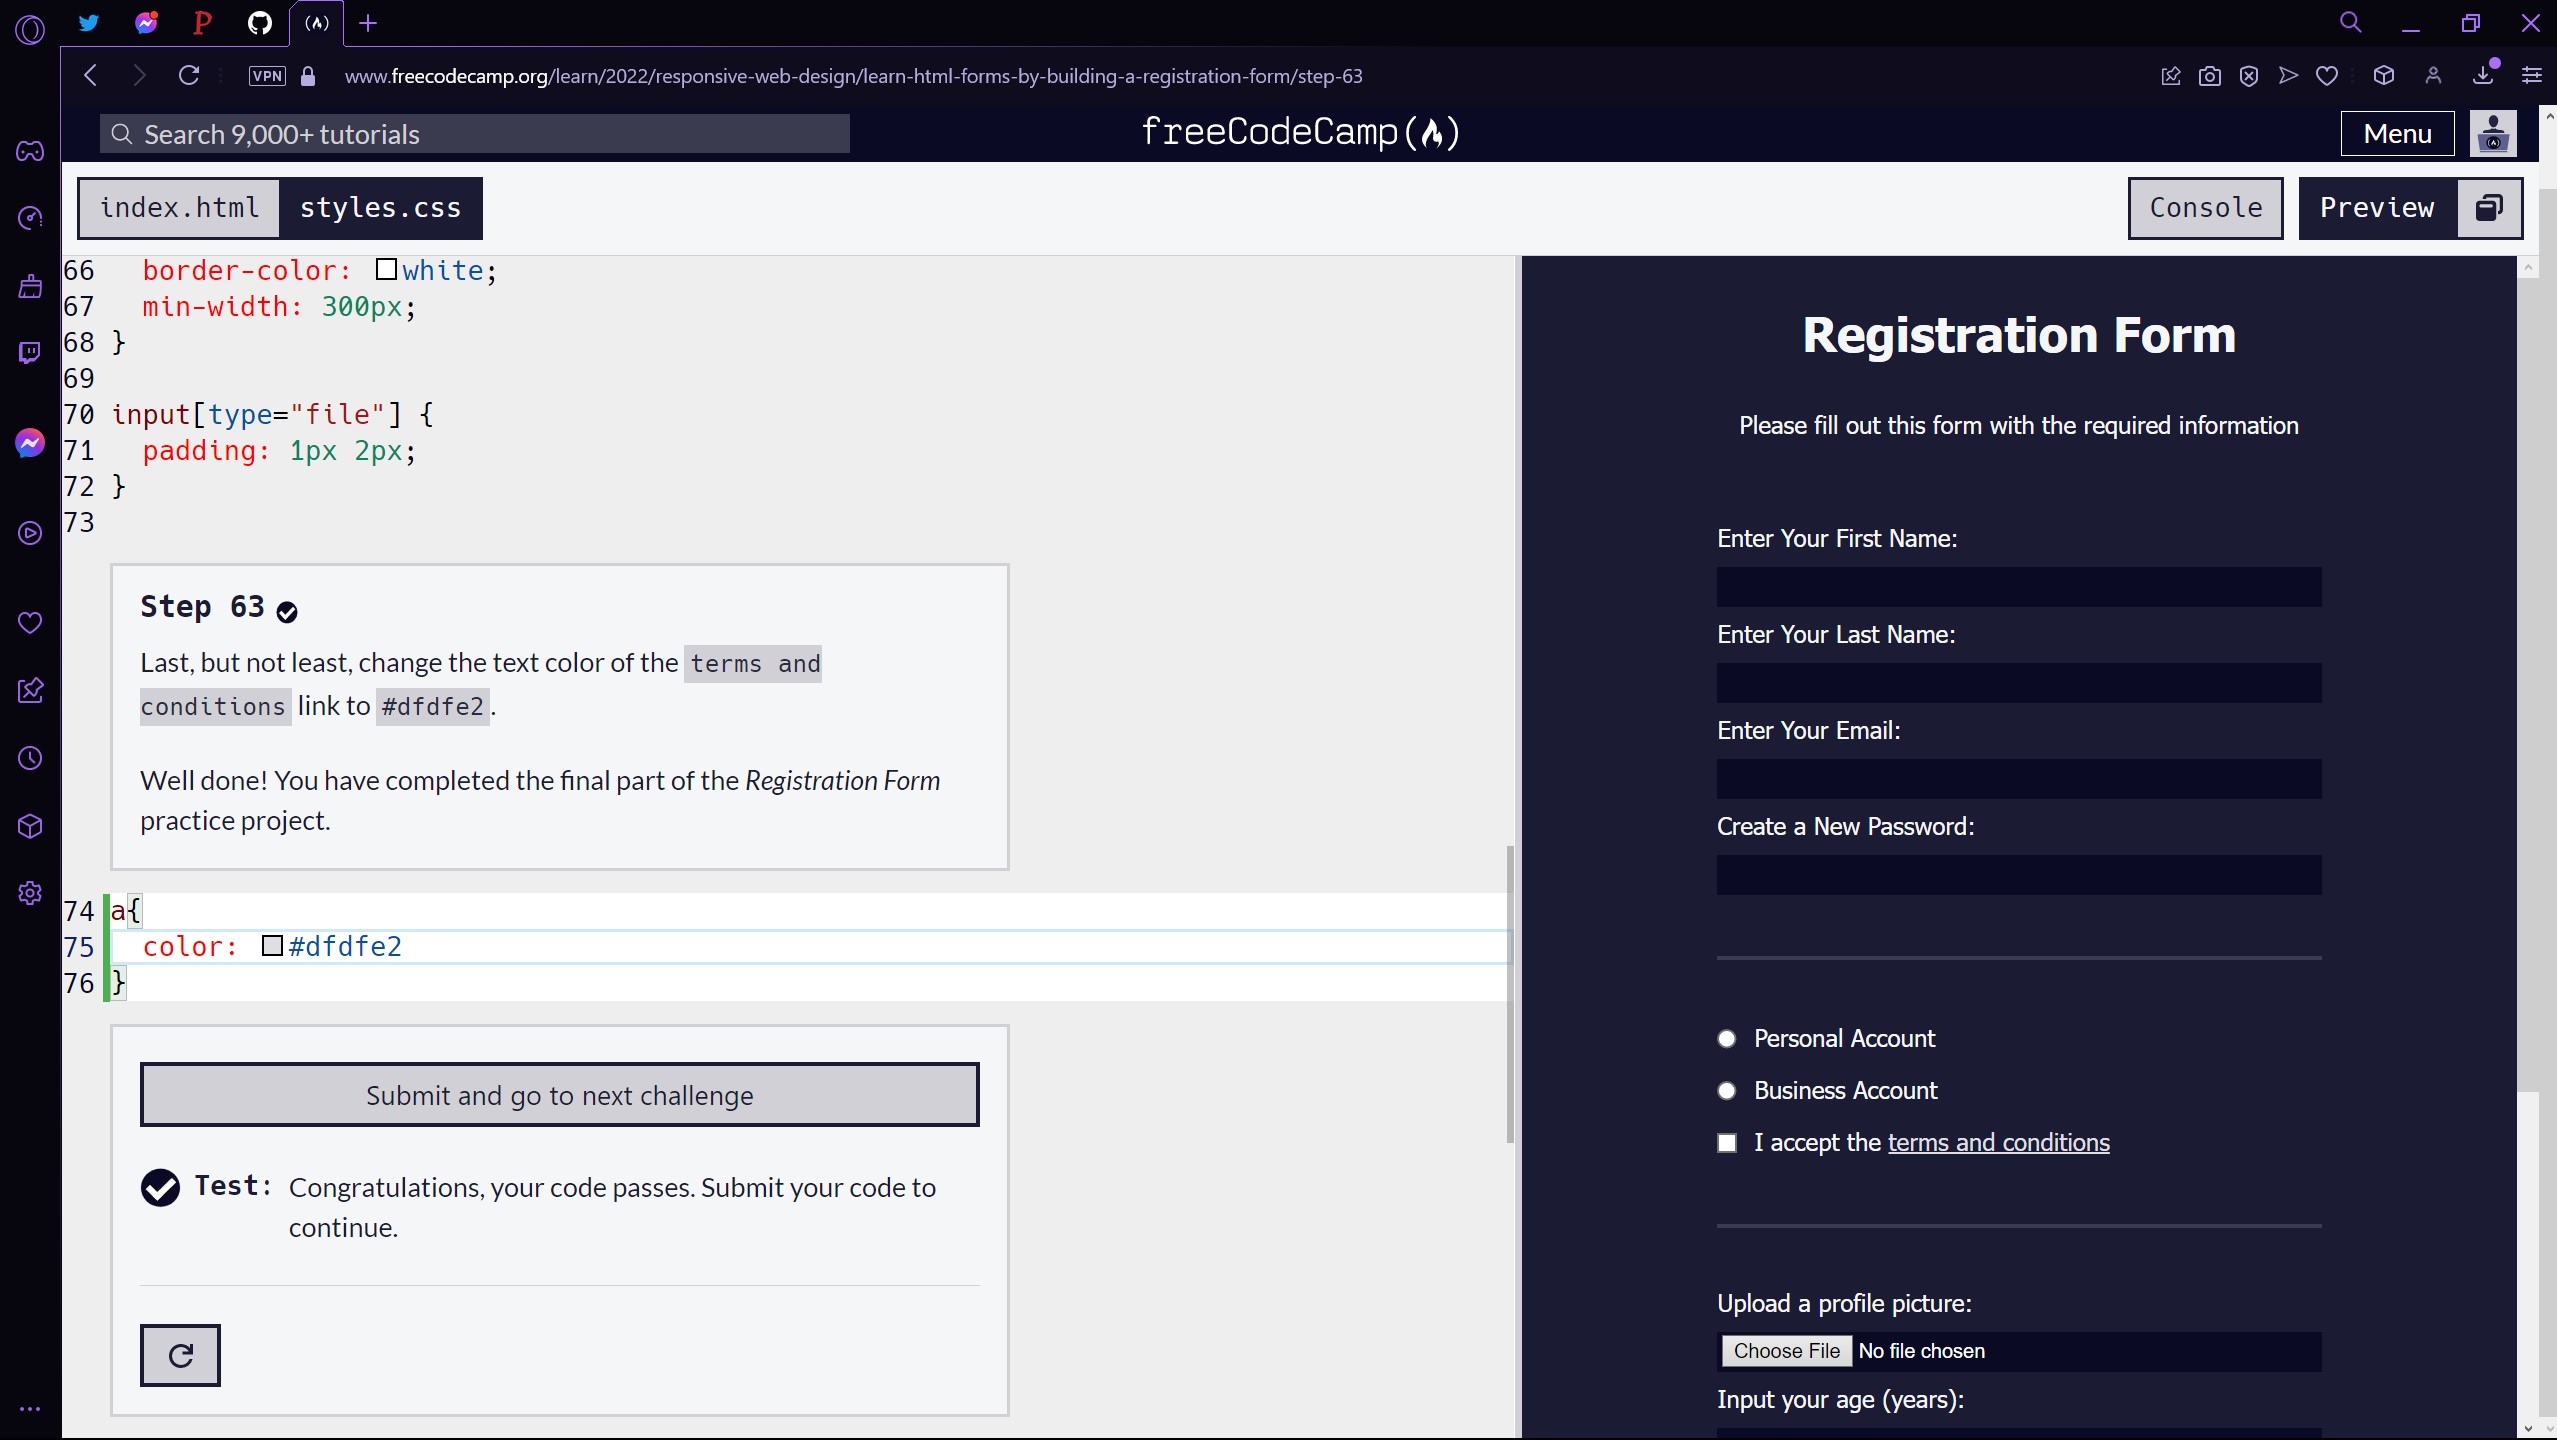 VPN
www.freecodecamp.org/learn/2022/responsive-web-design/learn-html-forms-by-building-a-registration-form/step-63
Search 9,000+ tutorials
freeCodeCamp(🔥)
Menu
index.html
styles.css
Console
Preview
66   border-color: white;
67   min-width: 300px;
68 }
69
70 input[type="file"] {
71   padding: 1px 2px;
72 }
73
Step 63
Last, but not least, change the text color of the terms and
conditions link to #dfdfe2.
Well done! You have completed the final part of the Registration Form
practice project.
74 a{
75   color: #dfdfe2
76 }
Submit and go to next challenge
Test: Congratulations, your code passes. Submit your code to
continue.
Registration Form
Please fill out this form with the required information
Enter Your First Name:
Enter Your Last Name:
Enter Your Email:
Create a New Password:
Personal Account
Business Account
I accept the terms and conditions
Upload a profile picture:
Choose File No file chosen
Input your age (years):